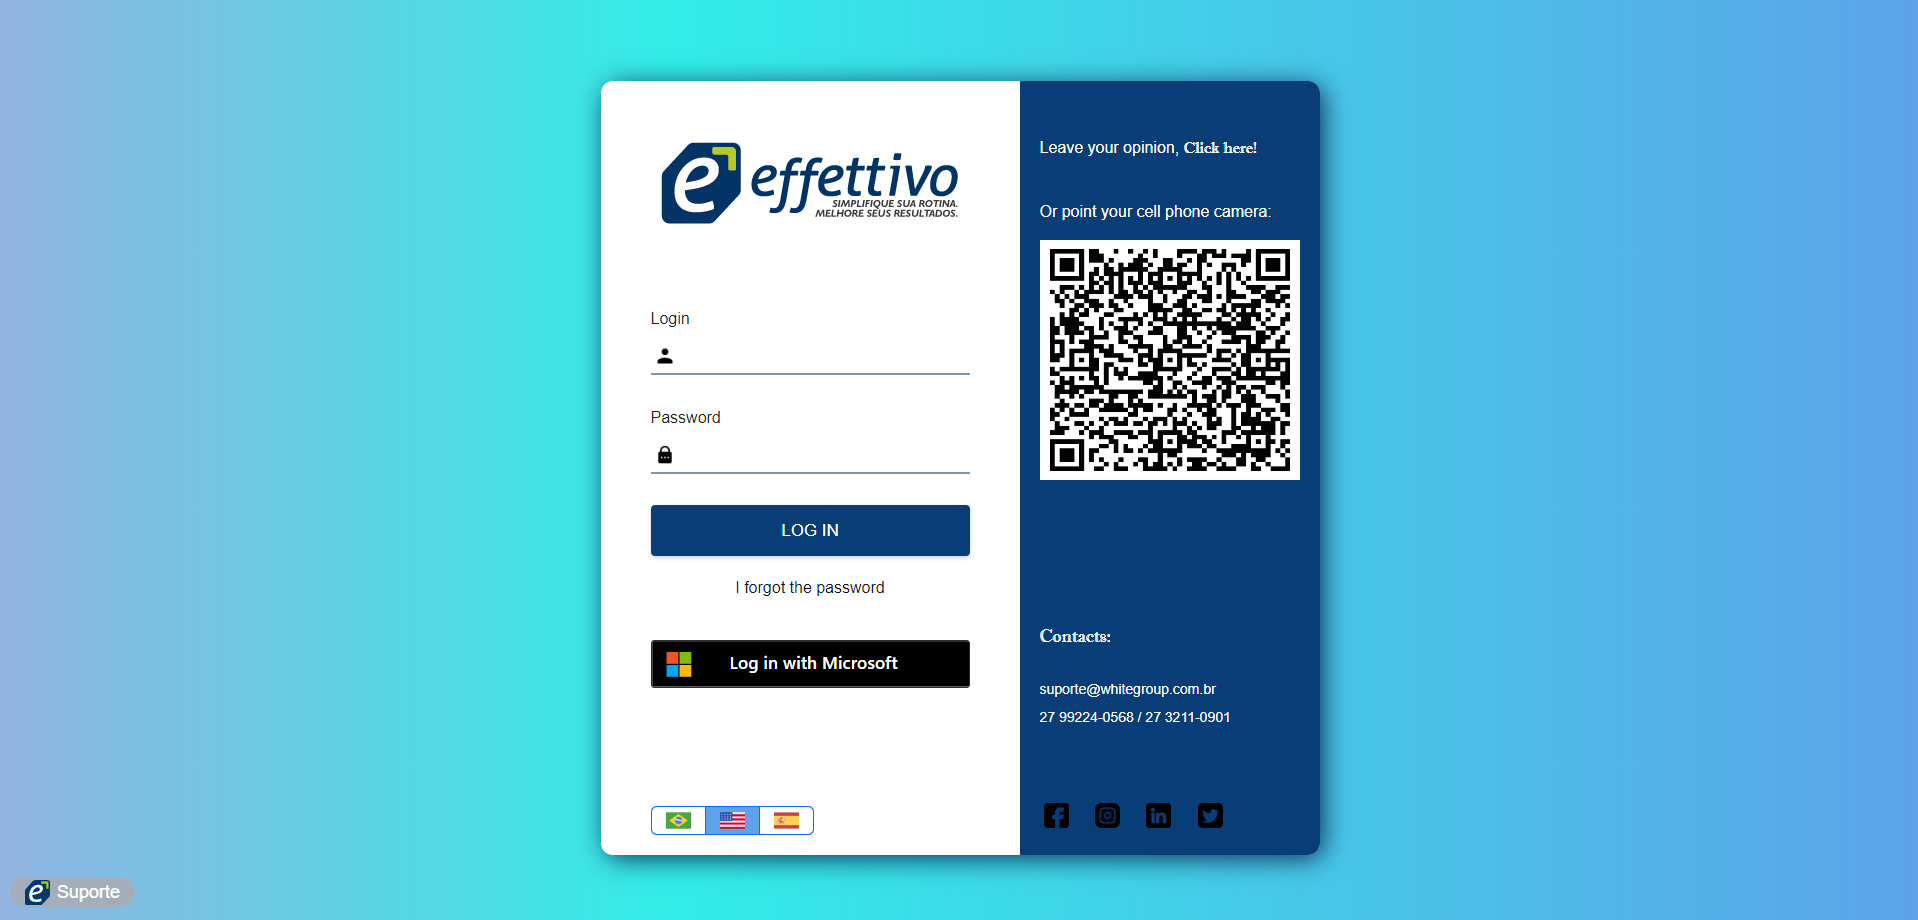 effettivo
SIMPLIFIQUE SUA ROTINA.
MELHORE SEUS RESULTADOS.
Login
Password
LOG IN
I forgot the password
Log in with Microsoft
Leave your opinion, Click here!
Or point your cell phone camera:
Contacts:
suporte@whitegroup.com.br
27 99224-0568 / 27 3211-0901
Suporte